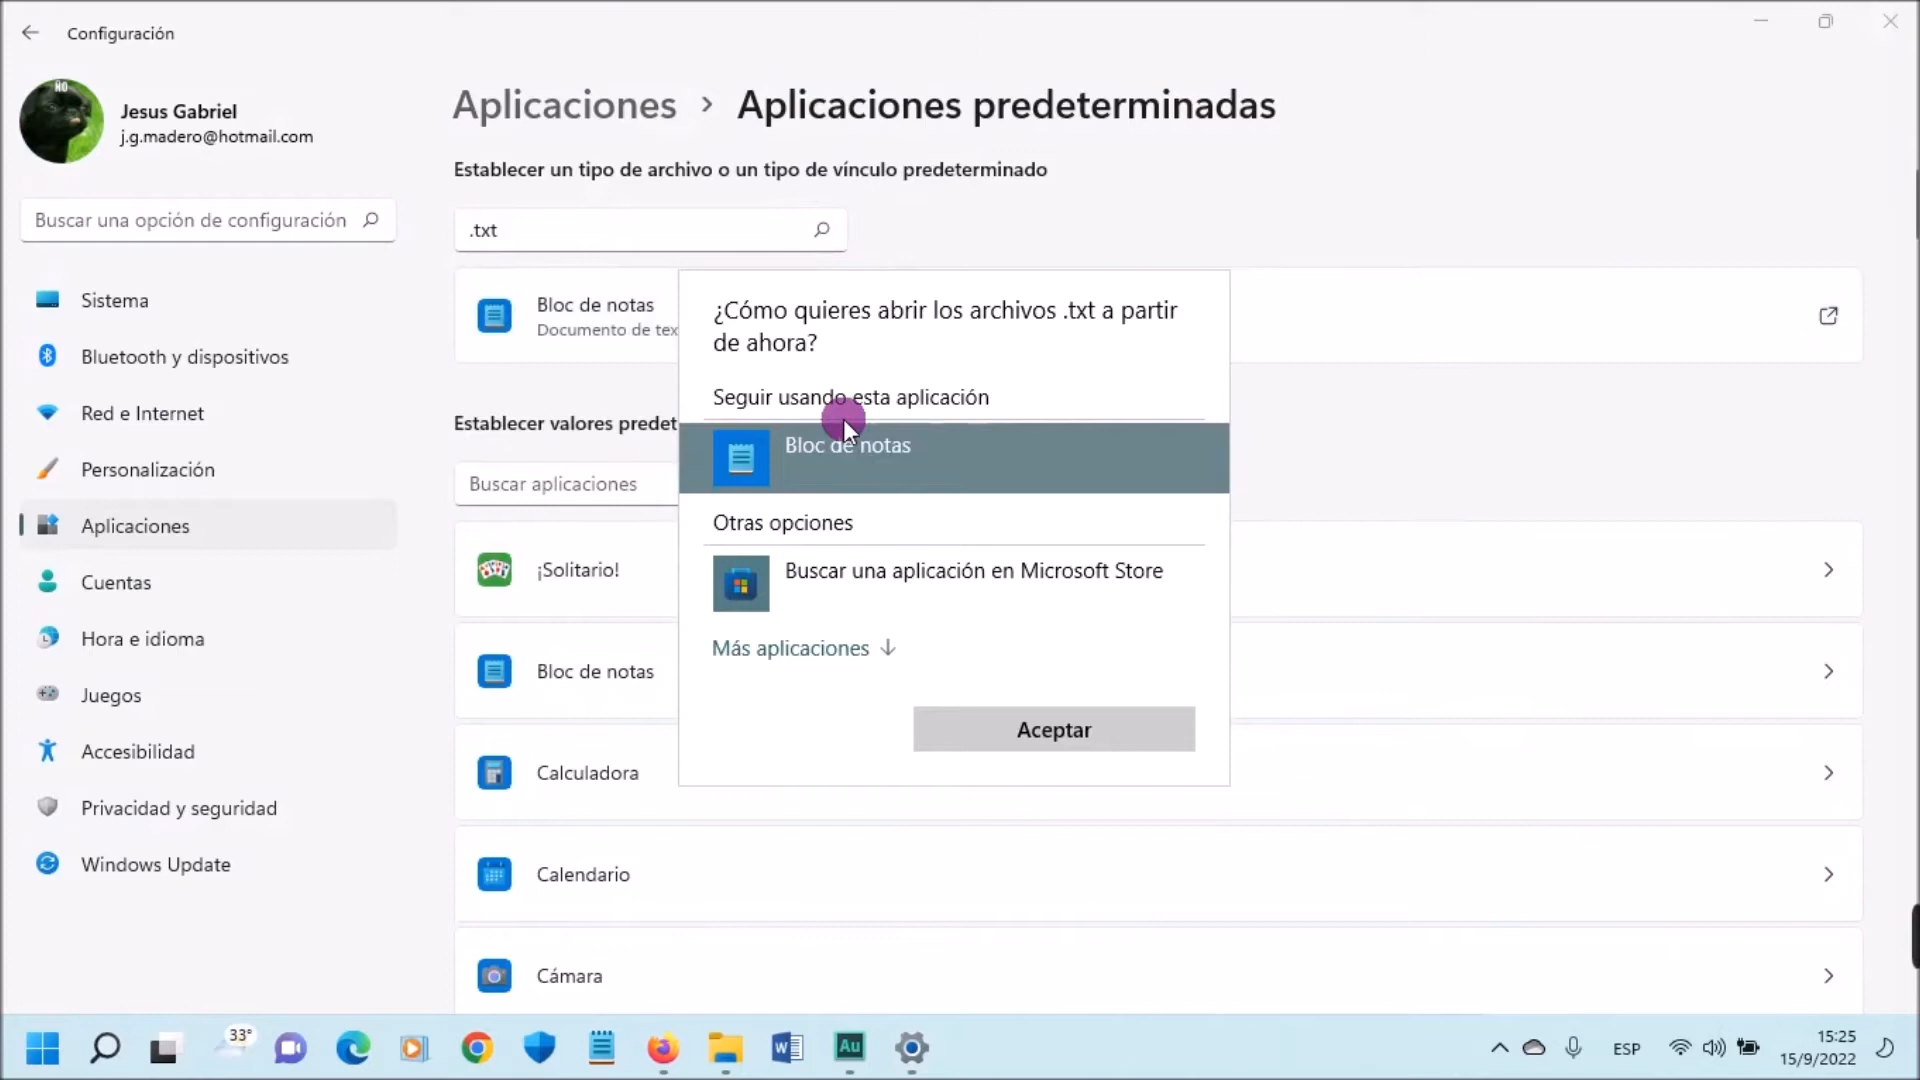 Configuración
Jesus Gabriel
j.g.madero@hotmail.com
Buscar una opción de configuración
Sistema
Bluetooth y dispositivos
Red e Internet
Personalización
Aplicaciones
Cuentas
Hora e idioma
Juegos
Accesibilidad
Privacidad y seguridad
Windows Update
Aplicaciones > Aplicaciones predeterminadas
Establecer un tipo de archivo o un tipo de vínculo predeterminado
.txt
Bloc de notas
Documento de tex
¿Cómo quieres abrir los archivos .txt a partir
de ahora?
Seguir usando esta aplicación
Bloc de notas
Otras opciones
Buscar una aplicación en Microsoft Store
Más aplicaciones
Aceptar
Establecer valores predet
Buscar aplicaciones
¡Solitario!
Bloc de notas
Calculadora
Calendario
Cámara
NO
33°
W
Au
ESP
15:25
15/9/2022